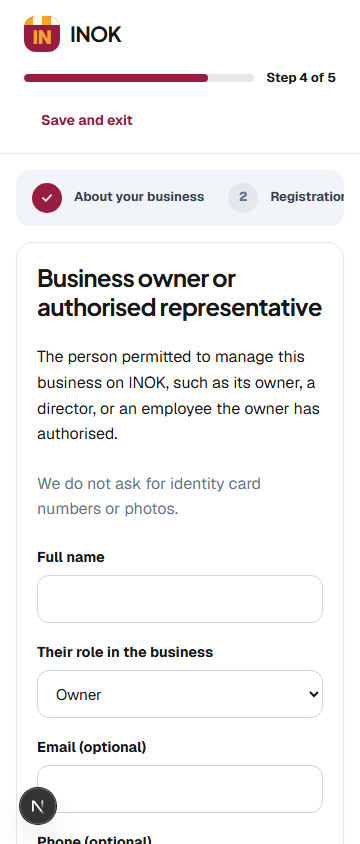 IN INOK
Step 4 of 5
Save and exit
About your business
2 Registration
Business owner or
authorised representative
The person permitted to manage this
business on INOK, such as its owner, a
director, or an employee the owner has
authorised.
We do not ask for identity card
numbers or photos.
Full name
Their role in the business
Owner
Email (optional)
N
Phone (optional)